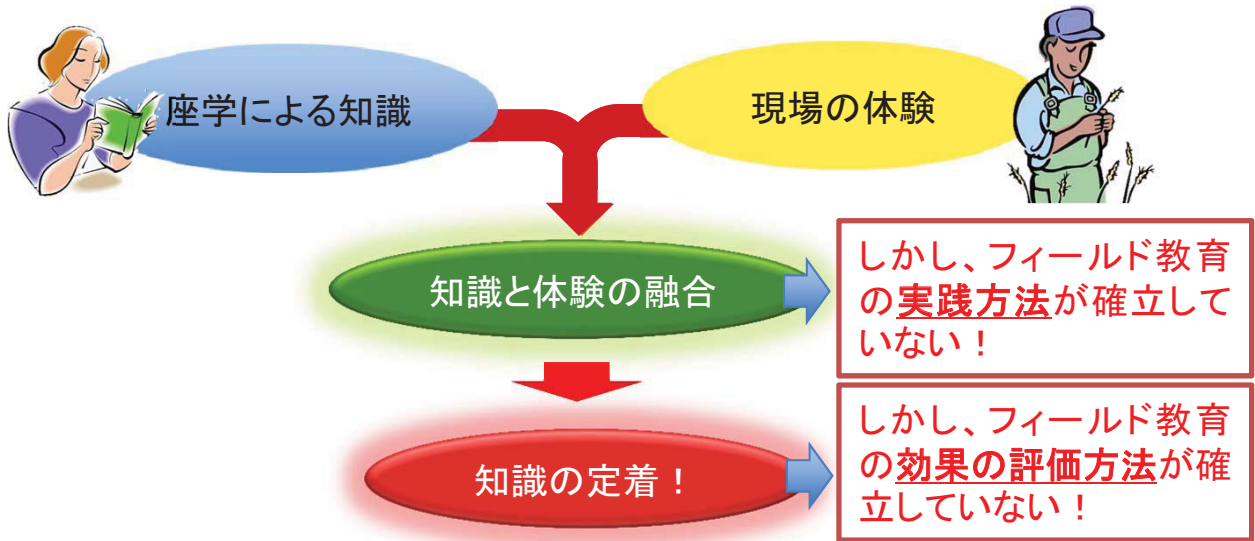 座学による知識
現場の体験
知識と体験の融合
しかし、フィールド教育
の実践方法が確立して
いない！
知識の定着！
しかし、フィールド教育
の効果の評価方法が確
立していない！